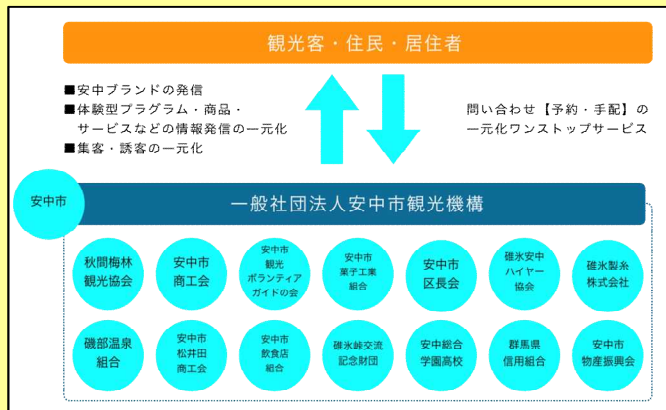 観光客・住民・居住者
■安中ブランドの発信
■体験型プラグラム・商品・
サービスなどの情報発信の一元化
■集客・誘客の一元化
問い合わせ【予約・手配】の
一元化ワンストップサービス
安中市
一般社団法人安中市観光機構
秋間梅林
観光協会
安中市
商工会
安中市
観光
ボランティア
ガイドの会
安中市
菓子工業
組合
安中市
区長会
碓氷安中
ハイヤー
協会
碓氷製糸
株式会社
磯部温泉
組合
安中市
松井田
商工会
安中市
飲食店
組合
碓氷峠交流
記念財団
安中総合
学園高校
群馬県
信用組合
安中市
物産振興会